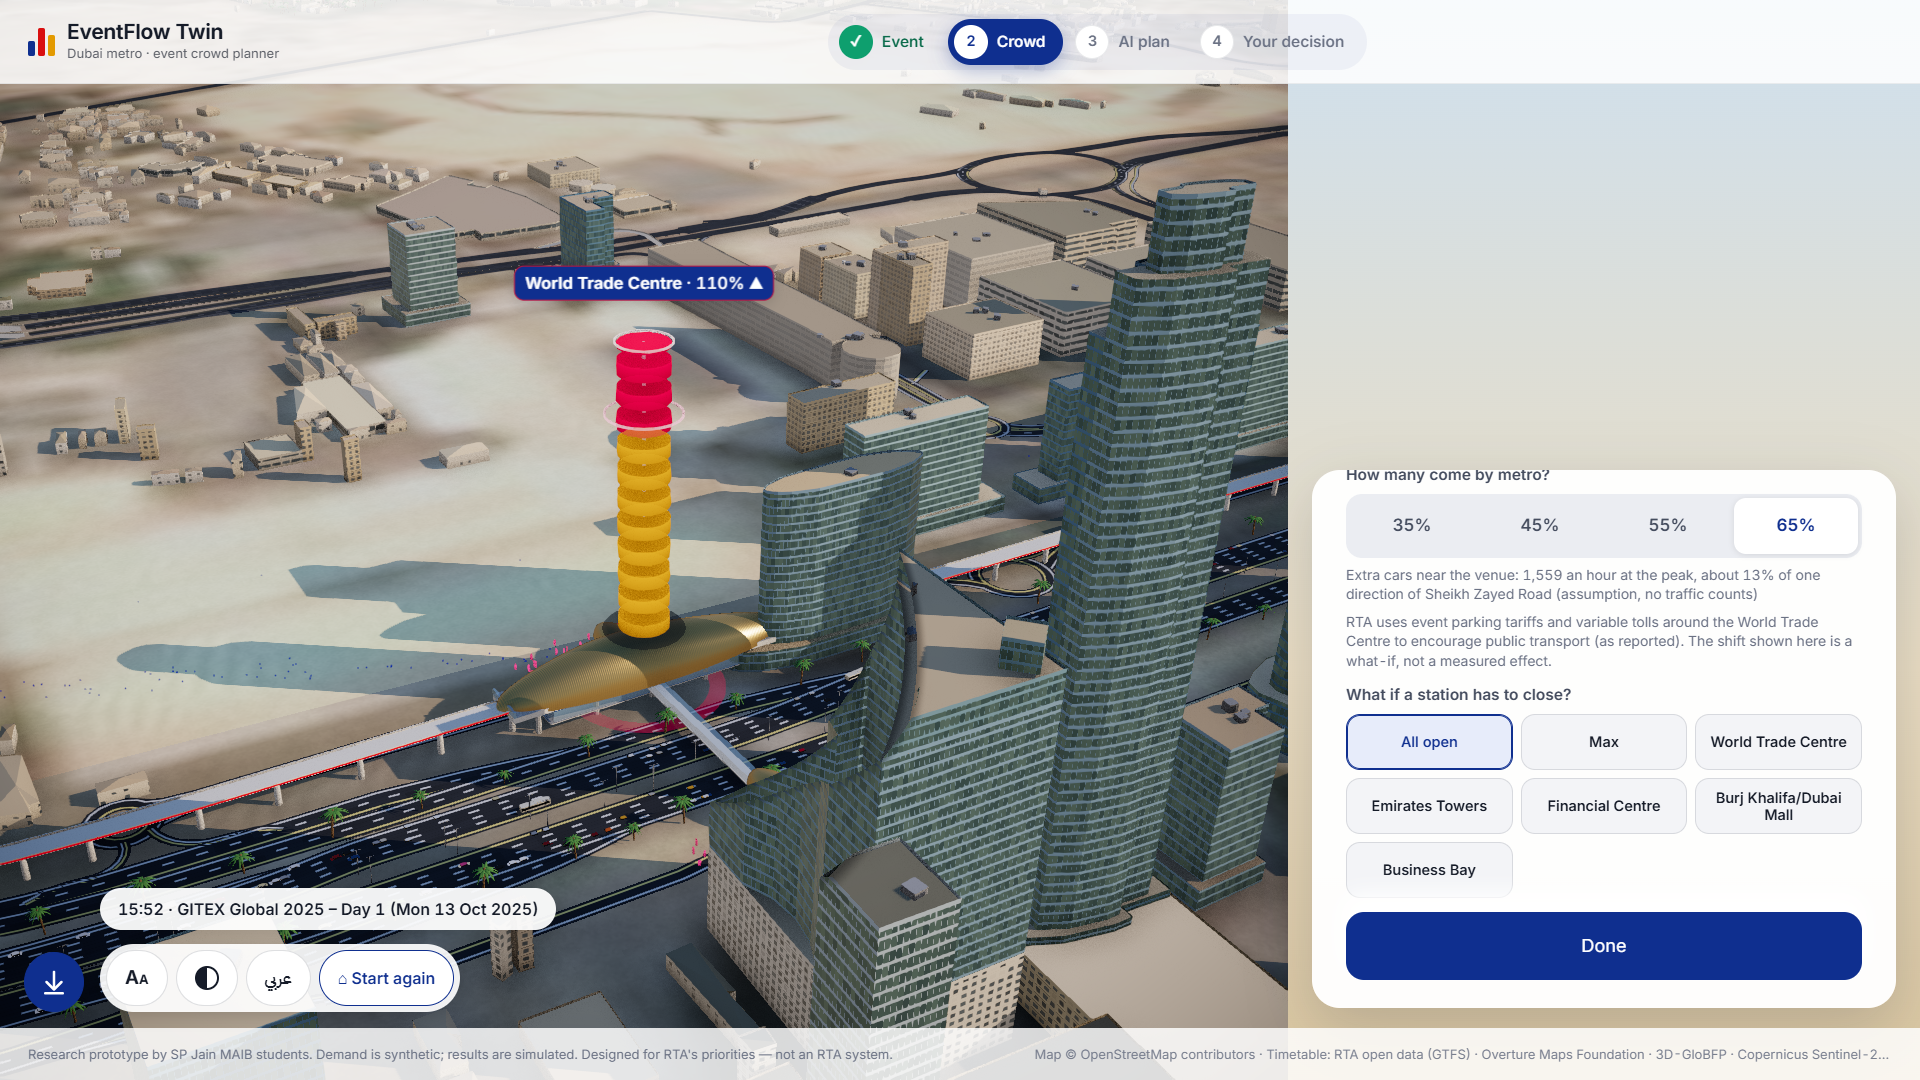 EventFlow Twin
Dubai metro · event crowd planner
✓ Event
2 Crowd
3 AI plan
4 Your decision
World Trade Centre · 110% ▲
How many come by metro?
35%
45%
55%
65%
Extra cars near the venue: 1,559 an hour at the peak, about 13% of one
direction of Sheikh Zayed Road (assumption, no traffic counts)
RTA uses event parking tariffs and variable tolls around the World Trade
Centre to encourage public transport (as reported). The shift shown here is a
what-if, not a measured effect.
What if a station has to close?
All open
Max
World Trade Centre
Emirates Towers
Financial Centre
Burj Khalifa/Dubai
Mall
Business Bay
Done
15:52 · GITEX Global 2025 – Day 1 (Mon 13 Oct 2025)
AA
عربي
⌂ Start again
Research prototype by SP Jain MAIB students. Demand is synthetic; results are simulated. Designed for RTA's priorities — not an RTA system.
Map © OpenStreetMap contributors · Timetable: RTA open data (GTFS) · Overture Maps Foundation · 3D-GloBFP · Copernicus Sentinel-2...